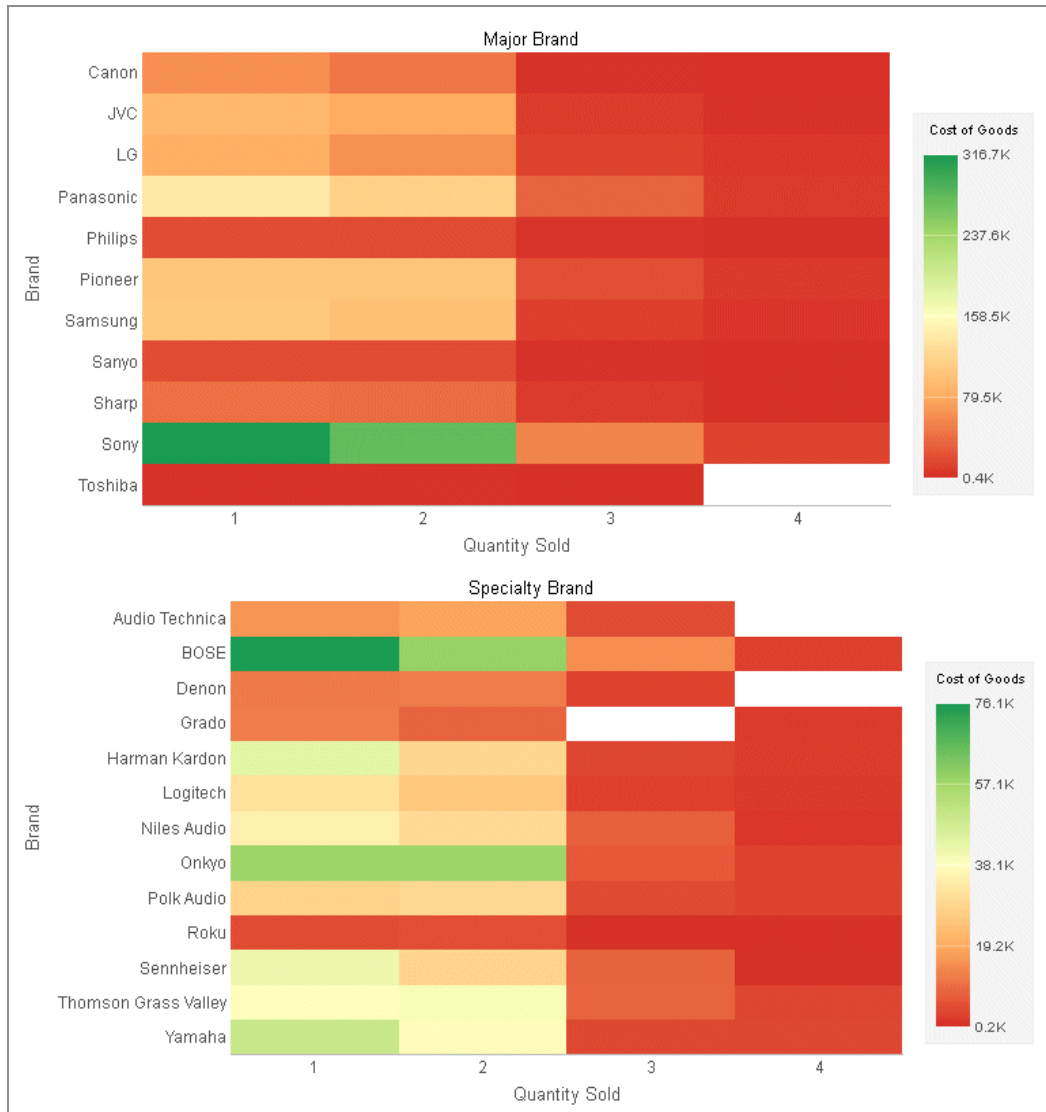 Major Brand
Brand
Canon
JVC
LG
Panasonic
Philips
Pioneer
Samsung
Sanyo
Sharp
Sony
Toshiba
1 2 3 4
Quantity Sold
Cost of Goods
316.7K
237.6K
158.5K
79.5K
0.4K
Specialty Brand
Brand
Audio Technica
BOSE
Denon
Grado
Harman Kardon
Logitech
Niles Audio
Onkyo
Polk Audio
Roku
Sennheiser
Thomson Grass Valley
Yamaha
1 2 3 4
Quantity Sold
Cost of Goods
76.1K
57.1K
38.1K
19.2K
0.2K